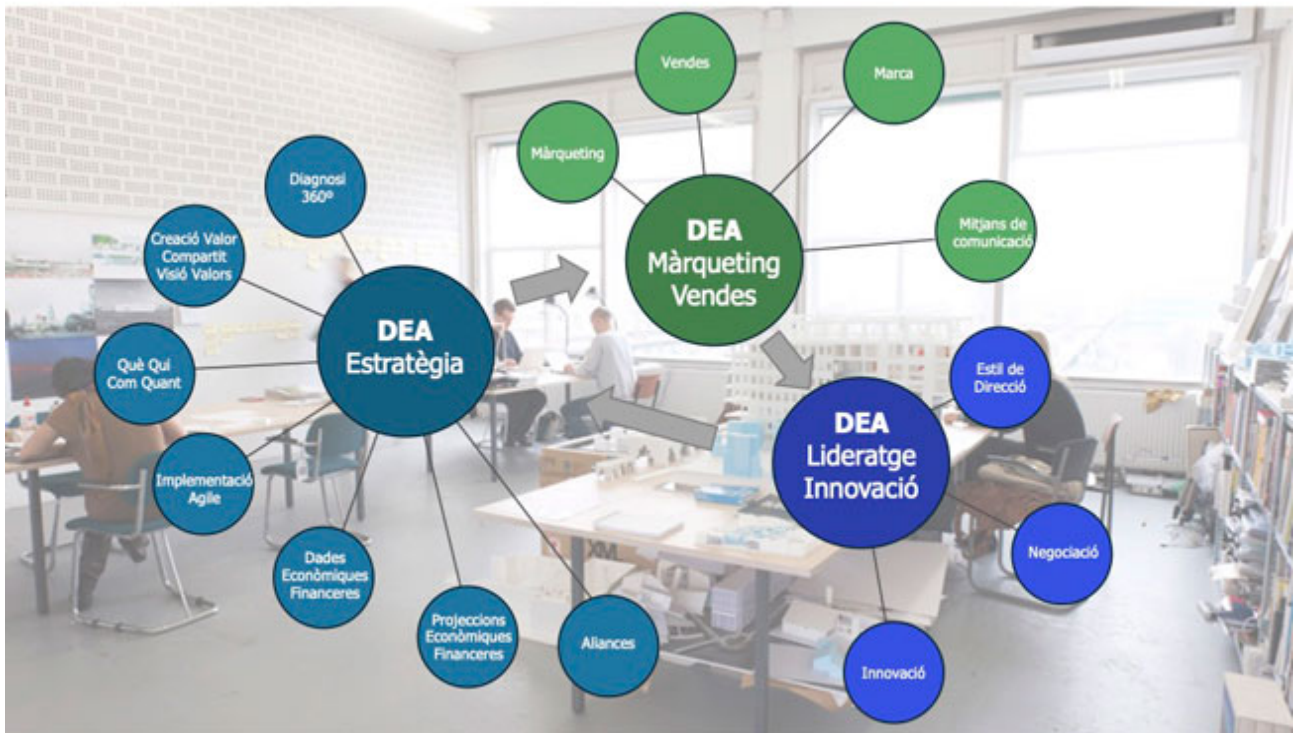 Vendes
Marca
Màrqueting
Mitjans de
comunicació
DEA
Màrqueting
Vendes
Diagnosi
360º
Creació Valor
Compartit
Visió Valors
Què Qui
Com Quant
Implementació
Agile
Dades
Econòmiques
Financeres
Projeccions
Econòmiques
Financeres
Aliances
DEA
Estratègia
Estil de
Direcció
DEA
Lideratge
Innovació
Negociació
Innovació
XML